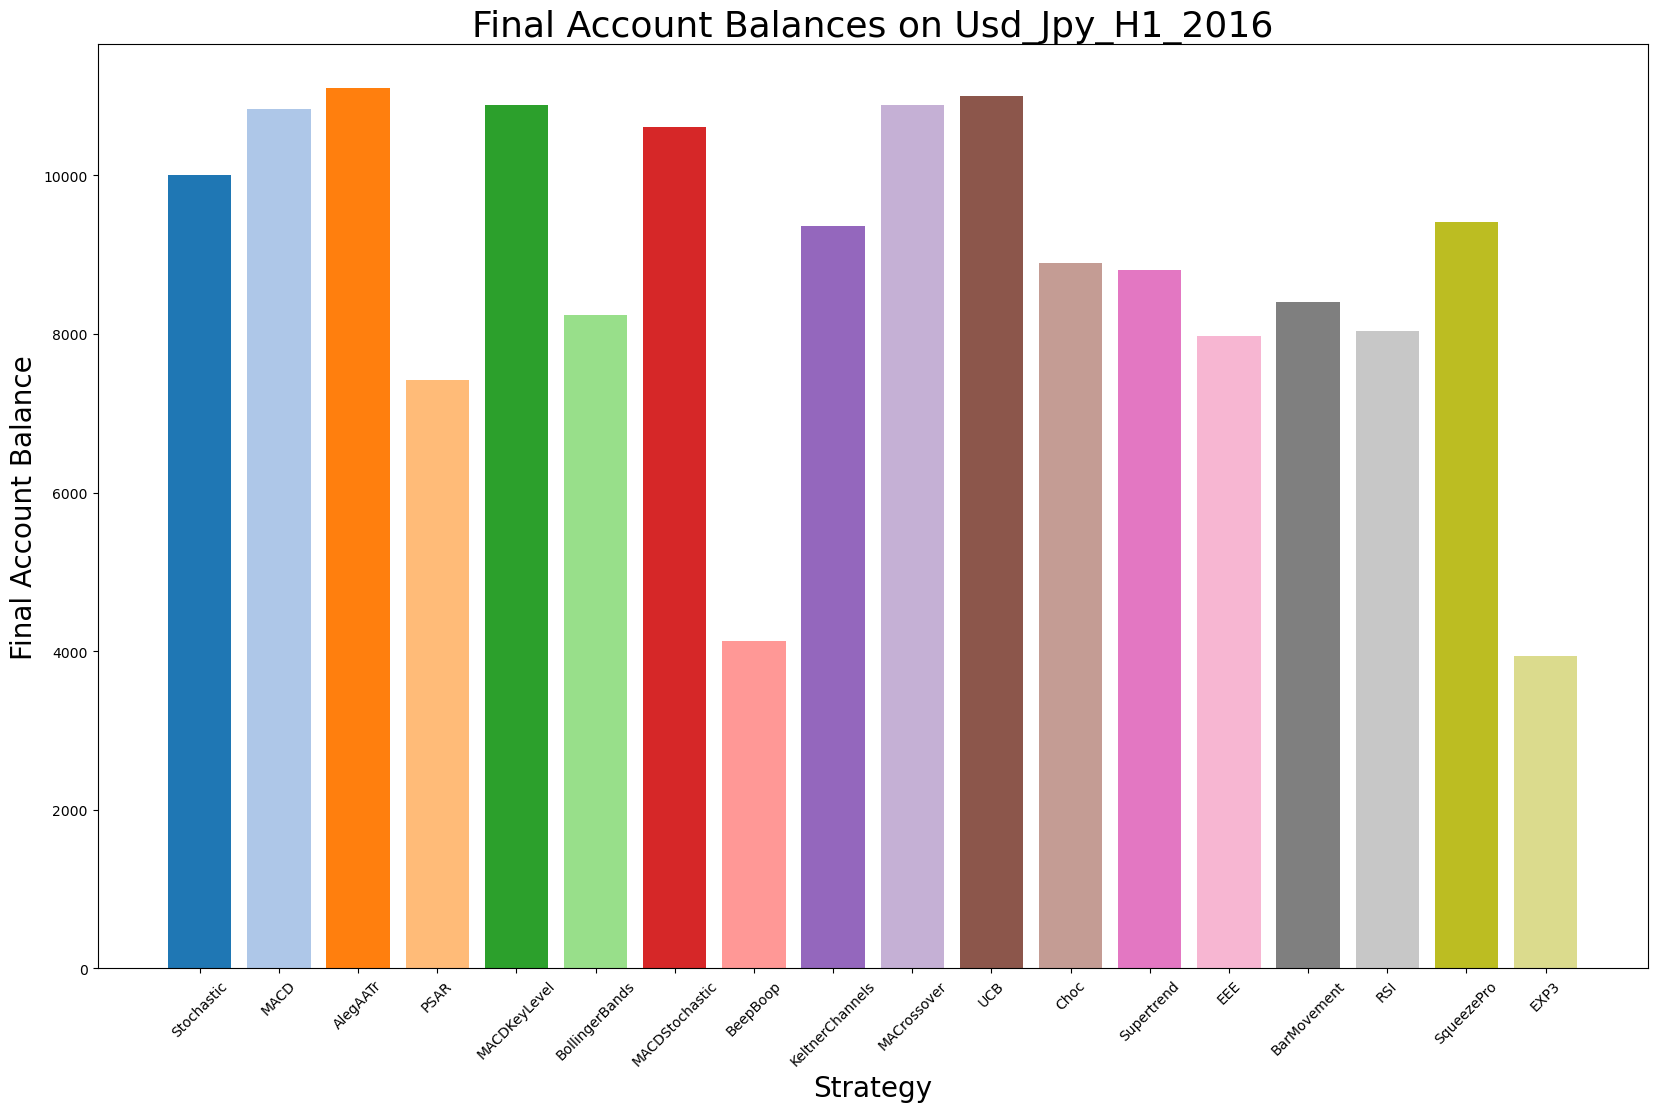 Final Account Balances on Usd_Jpy_H1_2016
Final Account Balance
10000
8000
6000
4000
2000
0
Stochastic
MACD
AlegAATr
PSAR
MACDKeyLevel
BollingerBands
MACDStochastic
BeepBoop
KeltnerChannels
MACrossover
UCB
Choc
Supertrend
EEE
BarMovement
RSI
SqueezePro
EXP3
Strategy